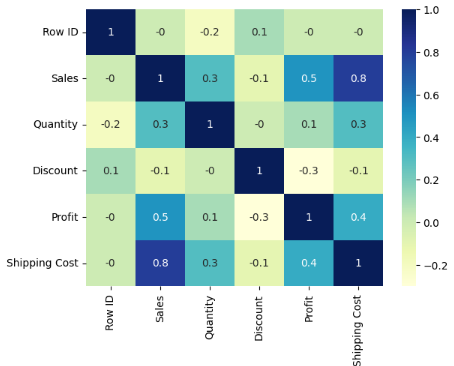 Row ID 1 -0 -0.2 0.1 -0 -0
Sales -0 1 0.3 -0.1 0.5 0.8
Quantity -0.2 0.3 1 -0 0.1 0.3
Discount 0.1 -0.1 -0 1 -0.3 -0.1
Profit -0 0.5 0.1 -0.3 1 0.4
Shipping Cost -0 0.8 0.3 -0.1 0.4 1
Row ID
Sales
Quantity
Discount
Profit
Shipping Cost
1.0
0.8
0.6
0.4
0.2
0.0
−0.2